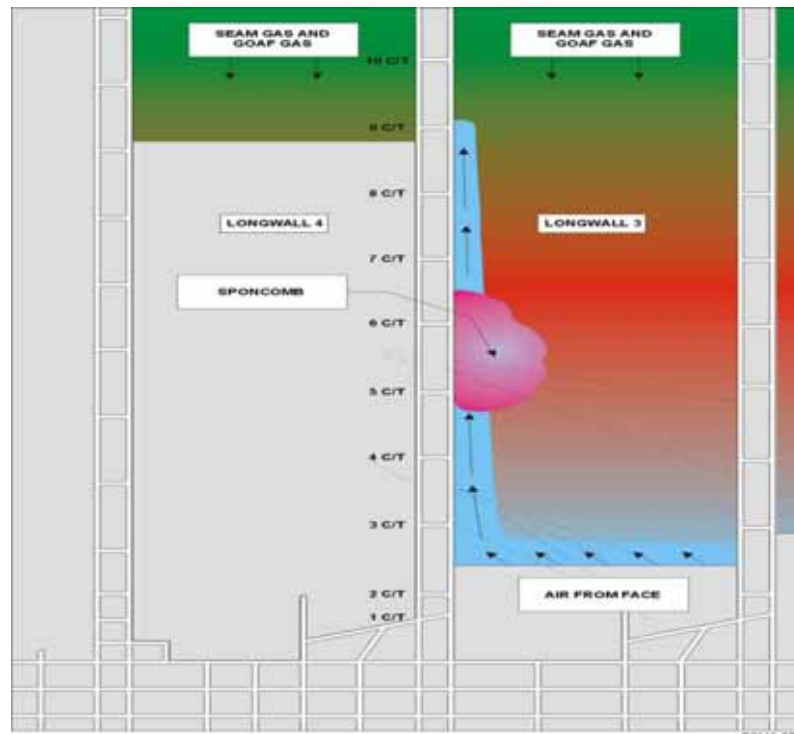 SEAM GAS AND
GOAF GAS
SEAM GAS AND
GOAF GAS
10 C/T
9 C/T
8 C/T
LONGWALL 4
LONGWALL 3
7 C/T
SPONCOMB
6 C/T
5 C/T
4 C/T
3 C/T
2 C/T
AIR FROM FACE
1 C/T